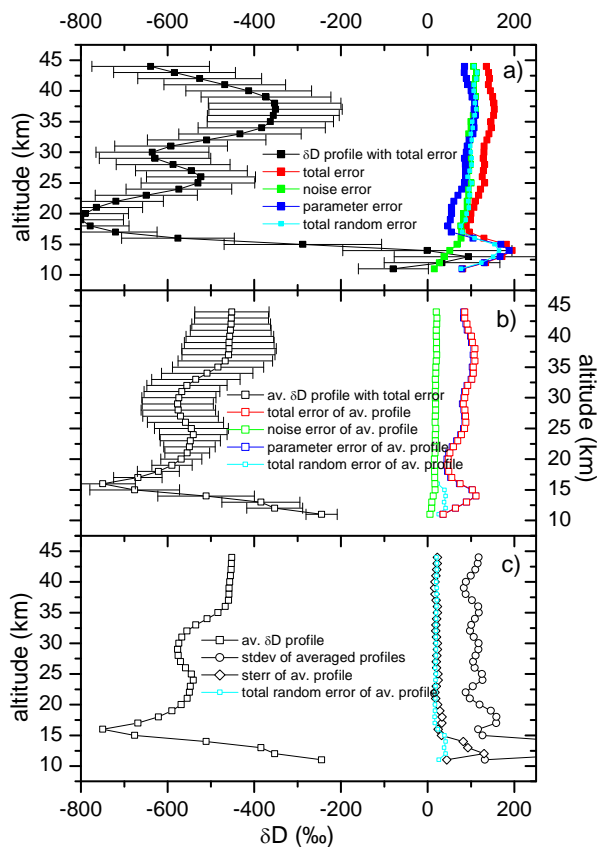 -800 -600 -400 -200 0 200
45
40
35
30
25
20
15
10
altitude (km)
a)
δD profile with total error
total error
noise error
parameter error
total random error
45
40
35
30
25
20
15
10
altitude (km)
b)
av. δD profile with total error
total error of av. profile
noise error of av. profile
parameter error of av. profile
total random error of av. profile
45
40
35
30
25
20
15
10
altitude (km)
c)
av. δD profile
stdev of averaged profiles
sterr of av. profile
total random error of av. profile
-800 -600 -400 -200 0 200
δD (‰)